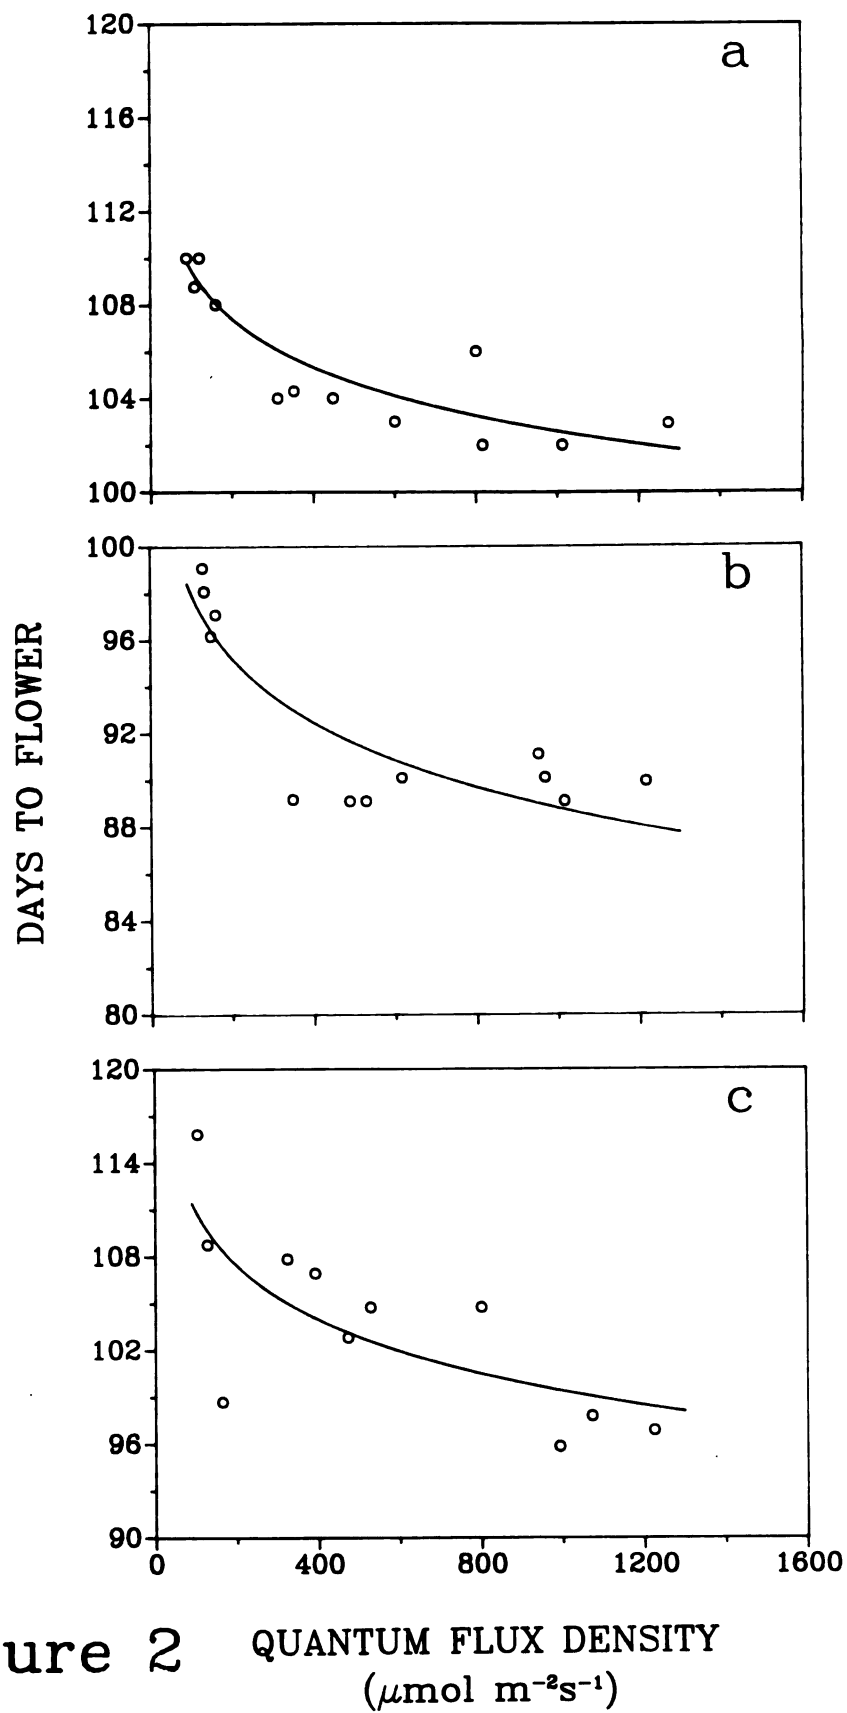 120
a
116
112
108
104
100
100
b
96
92
88
84
80
DAYS TO FLOWER
120
c
114
108
102
96
90
0 400 800 1200 1600
ure 2 QUANTUM FLUX DENSITY
(μmol m⁻²s⁻¹)